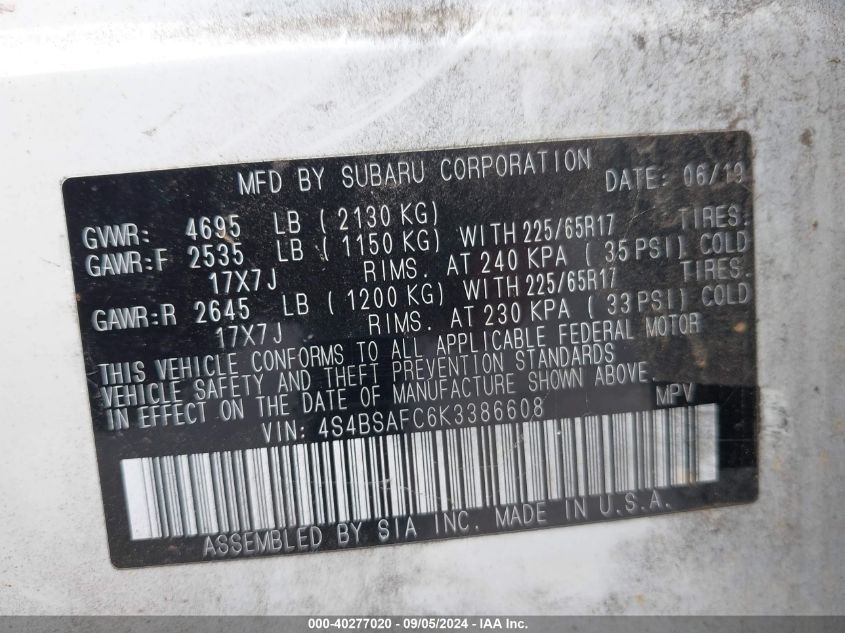 MFD BY SUBARU CORPORATION DATE: 06/19
GVWR: 4695 LB ( 2130 KG)
GAWR:F 2535 LB ( 1150 KG) WITH 225/65R17 TIRES.
17X7J RIMS. AT 240 KPA ( 35 PSI) COLD
GAWR:R 2645 LB ( 1200 KG) WITH 225/65R17 TIRES.
17X7J RIMS. AT 230 KPA ( 33 PSI) COLD
THIS VEHICLE CONFORMS TO ALL APPLICABLE FEDERAL MOTOR
VEHICLE SAFETY AND THEFT PREVENTION STANDARDS
IN EFFECT ON THE DATE OF MANUFACTURE SHOWN ABOVE.
VIN: 4S4BSAFC6K3386608 MPV
ASSEMBLED BY SIA INC. MADE IN U.S.A.
000-40277020 - 09/05/2024 - IAA Inc.